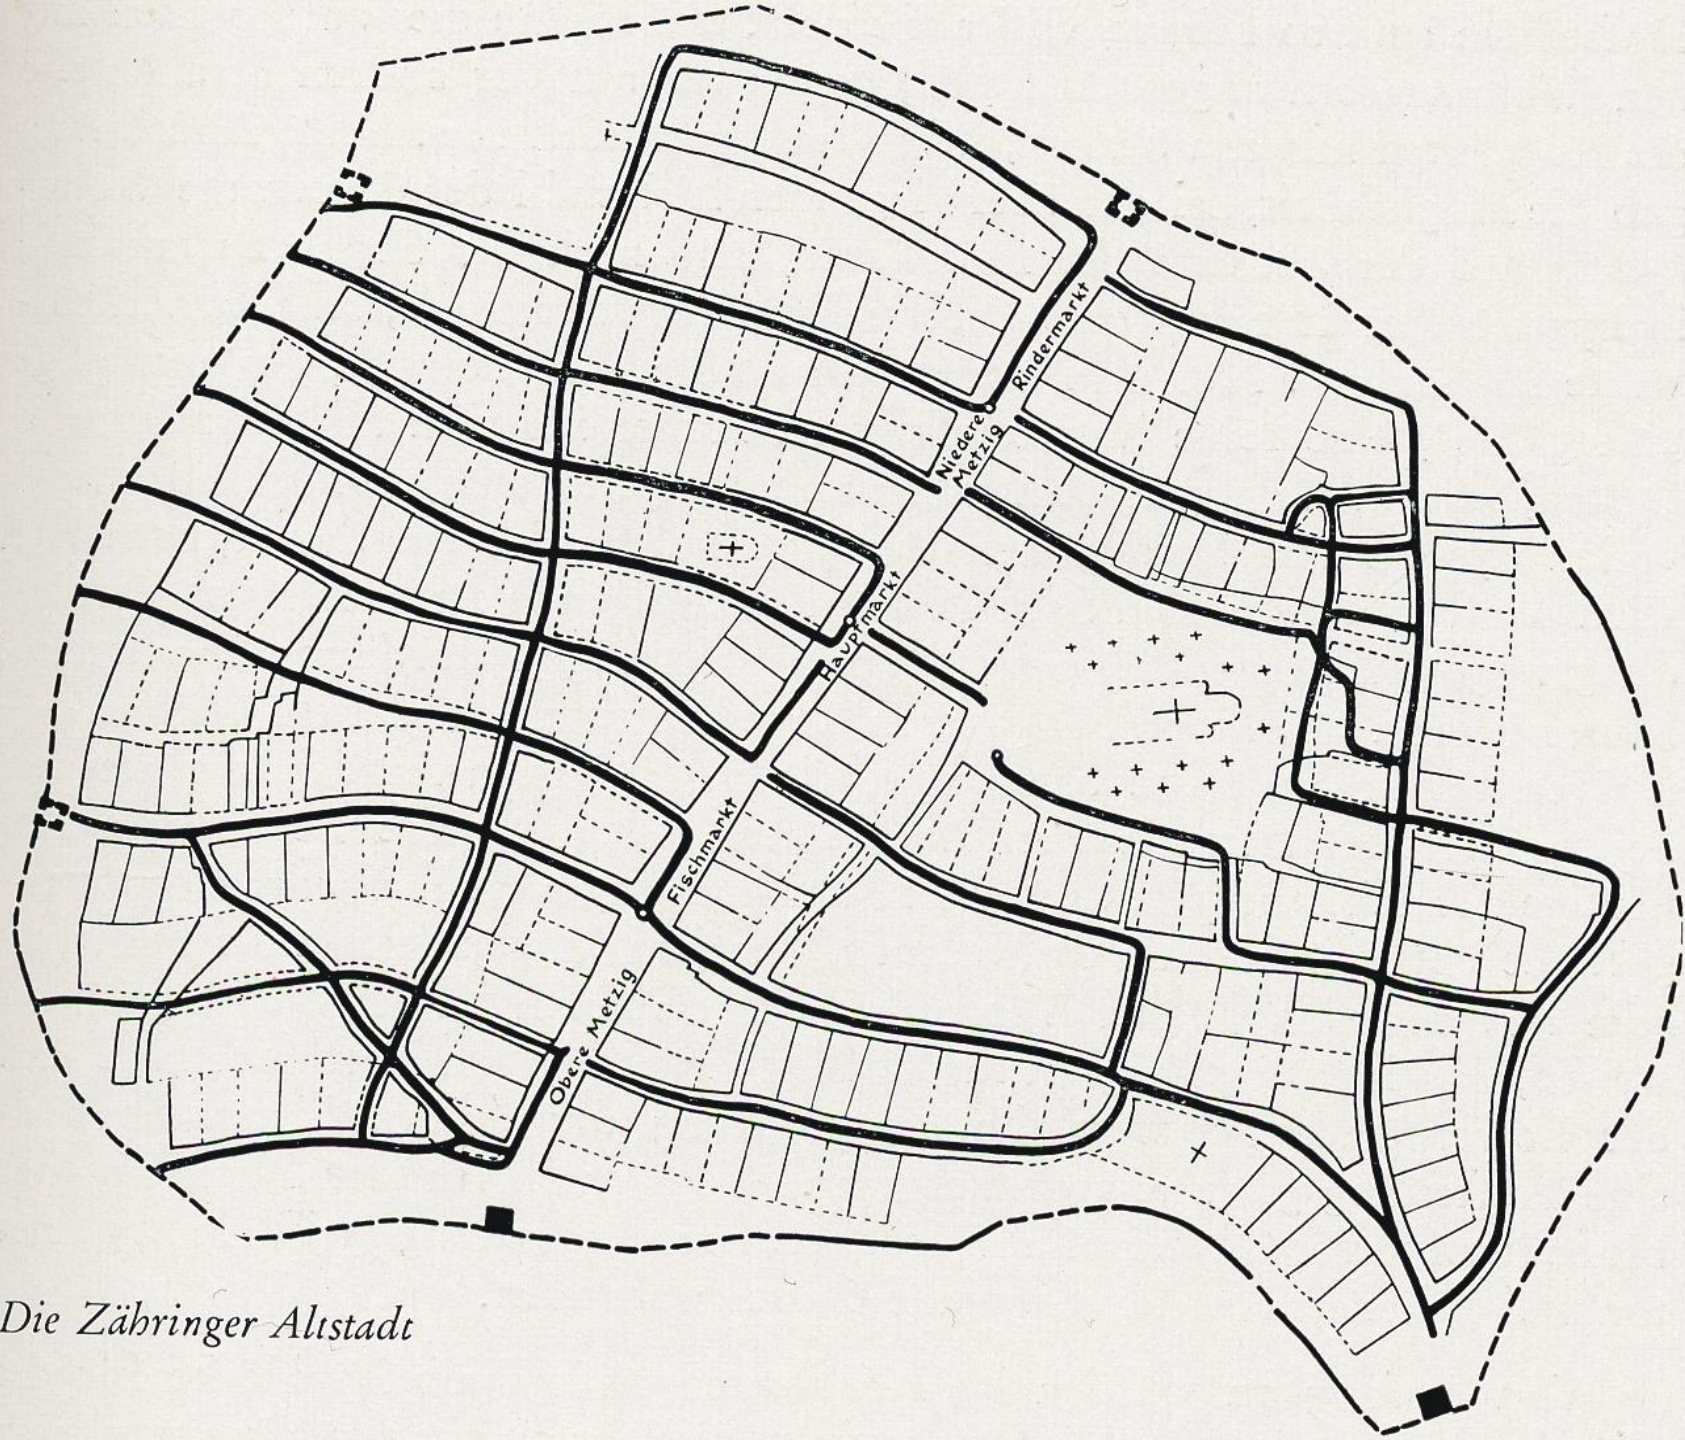 Rindermarkt
Niedere
Metzig
Hauptmarkt
Fischmarkt
Obere Metzig
Die Zähringer Altstadt